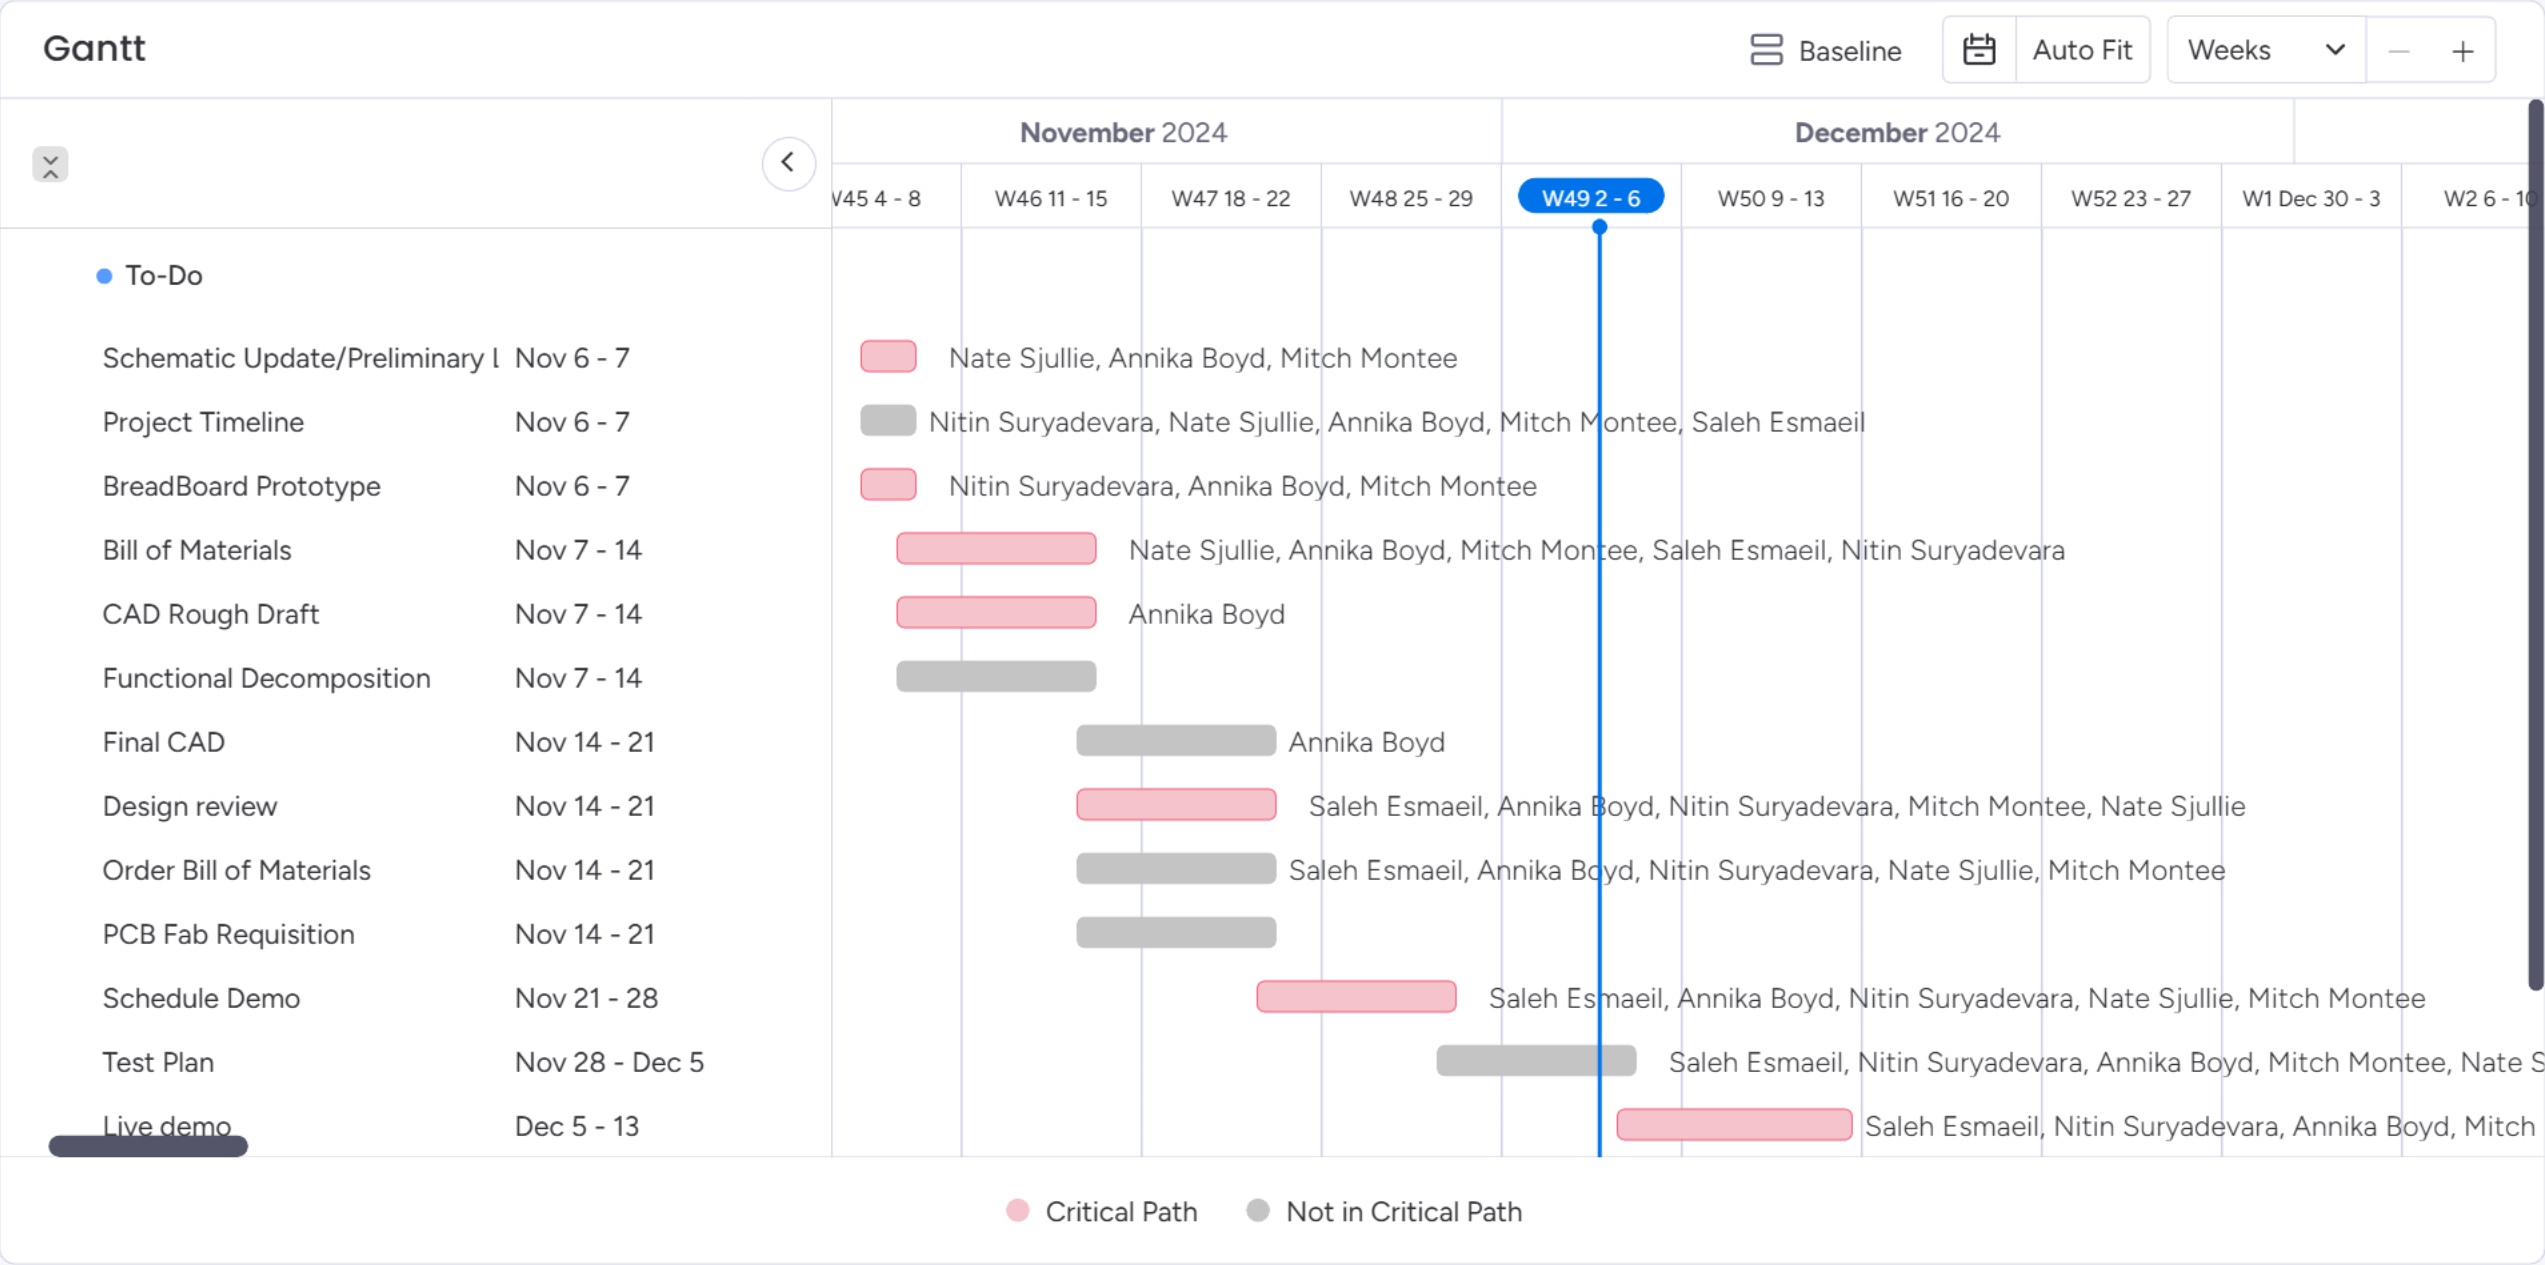 Gantt
Baseline
Auto Fit
Weeks
November 2024
December 2024
W45 4 - 8
W46 11 - 15
W47 18 - 22
W48 25 - 29
W49 2 - 6
W50 9 - 13
W51 16 - 20
W52 23 - 27
W1 Dec 30 - 3
W2 6 - 10
To-Do
Schematic Update/Preliminary Nov 6 - 7 Nate Sjullie, Annika Boyd, Mitch Montee
Project Timeline Nov 6 - 7 Nitin Suryadevara, Nate Sjullie, Annika Boyd, Mitch Montee, Saleh Esmaeil
BreadBoard Prototype Nov 6 - 7 Nitin Suryadevara, Annika Boyd, Mitch Montee
Bill of Materials Nov 7 - 14 Nate Sjullie, Annika Boyd, Mitch Montee, Saleh Esmaeil, Nitin Suryadevara
CAD Rough Draft Nov 7 - 14 Annika Boyd
Functional Decomposition Nov 7 - 14
Final CAD Nov 14 - 21 Annika Boyd
Design review Nov 14 - 21 Saleh Esmaeil, Annika Boyd, Nitin Suryadevara, Mitch Montee, Nate Sjullie
Order Bill of Materials Nov 14 - 21 Saleh Esmaeil, Annika Boyd, Nitin Suryadevara, Nate Sjullie, Mitch Montee
PCB Fab Requisition Nov 14 - 21
Schedule Demo Nov 21 - 28 Saleh Esmaeil, Annika Boyd, Nitin Suryadevara, Nate Sjullie, Mitch Montee
Test Plan Nov 28 - Dec 5 Saleh Esmaeil, Nitin Suryadevara, Annika Boyd, Mitch Montee, Nate S
Live demo Dec 5 - 13 Saleh Esmaeil, Nitin Suryadevara, Annika Boyd, Mitch
Critical Path
Not in Critical Path